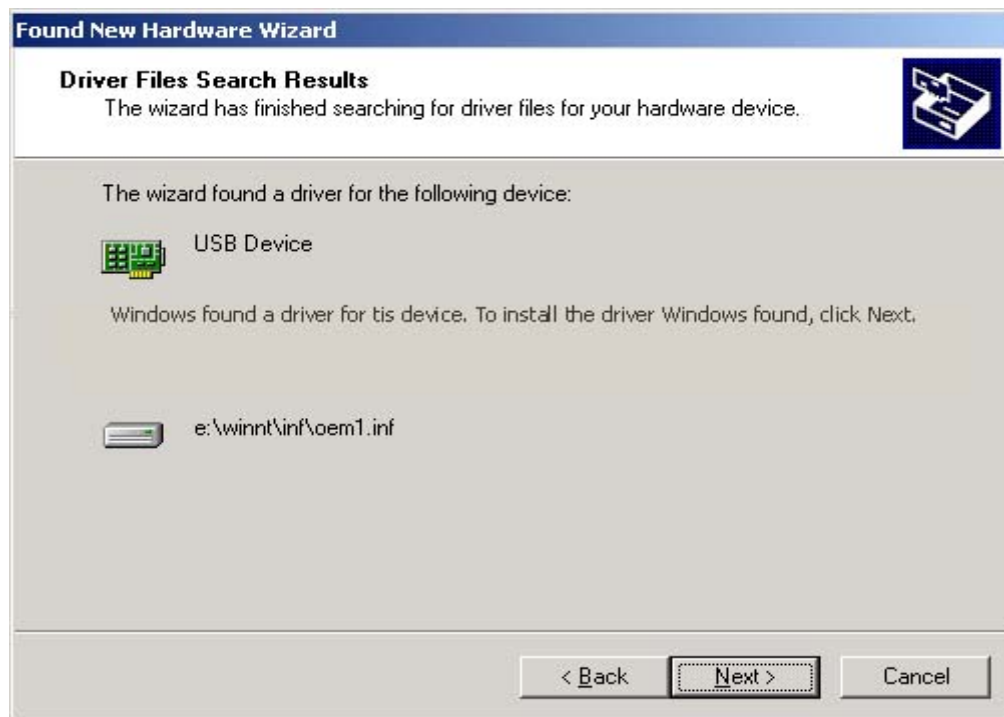 Found New Hardware Wizard
Driver Files Search Results
The wizard has finished searching for driver files for your hardware device.
The wizard found a driver for the following device:
USB Device
Windows found a driver for tis device. To install the driver Windows found, click Next.
e:\winnt\inf\oem1.inf
< Back
Next >
Cancel